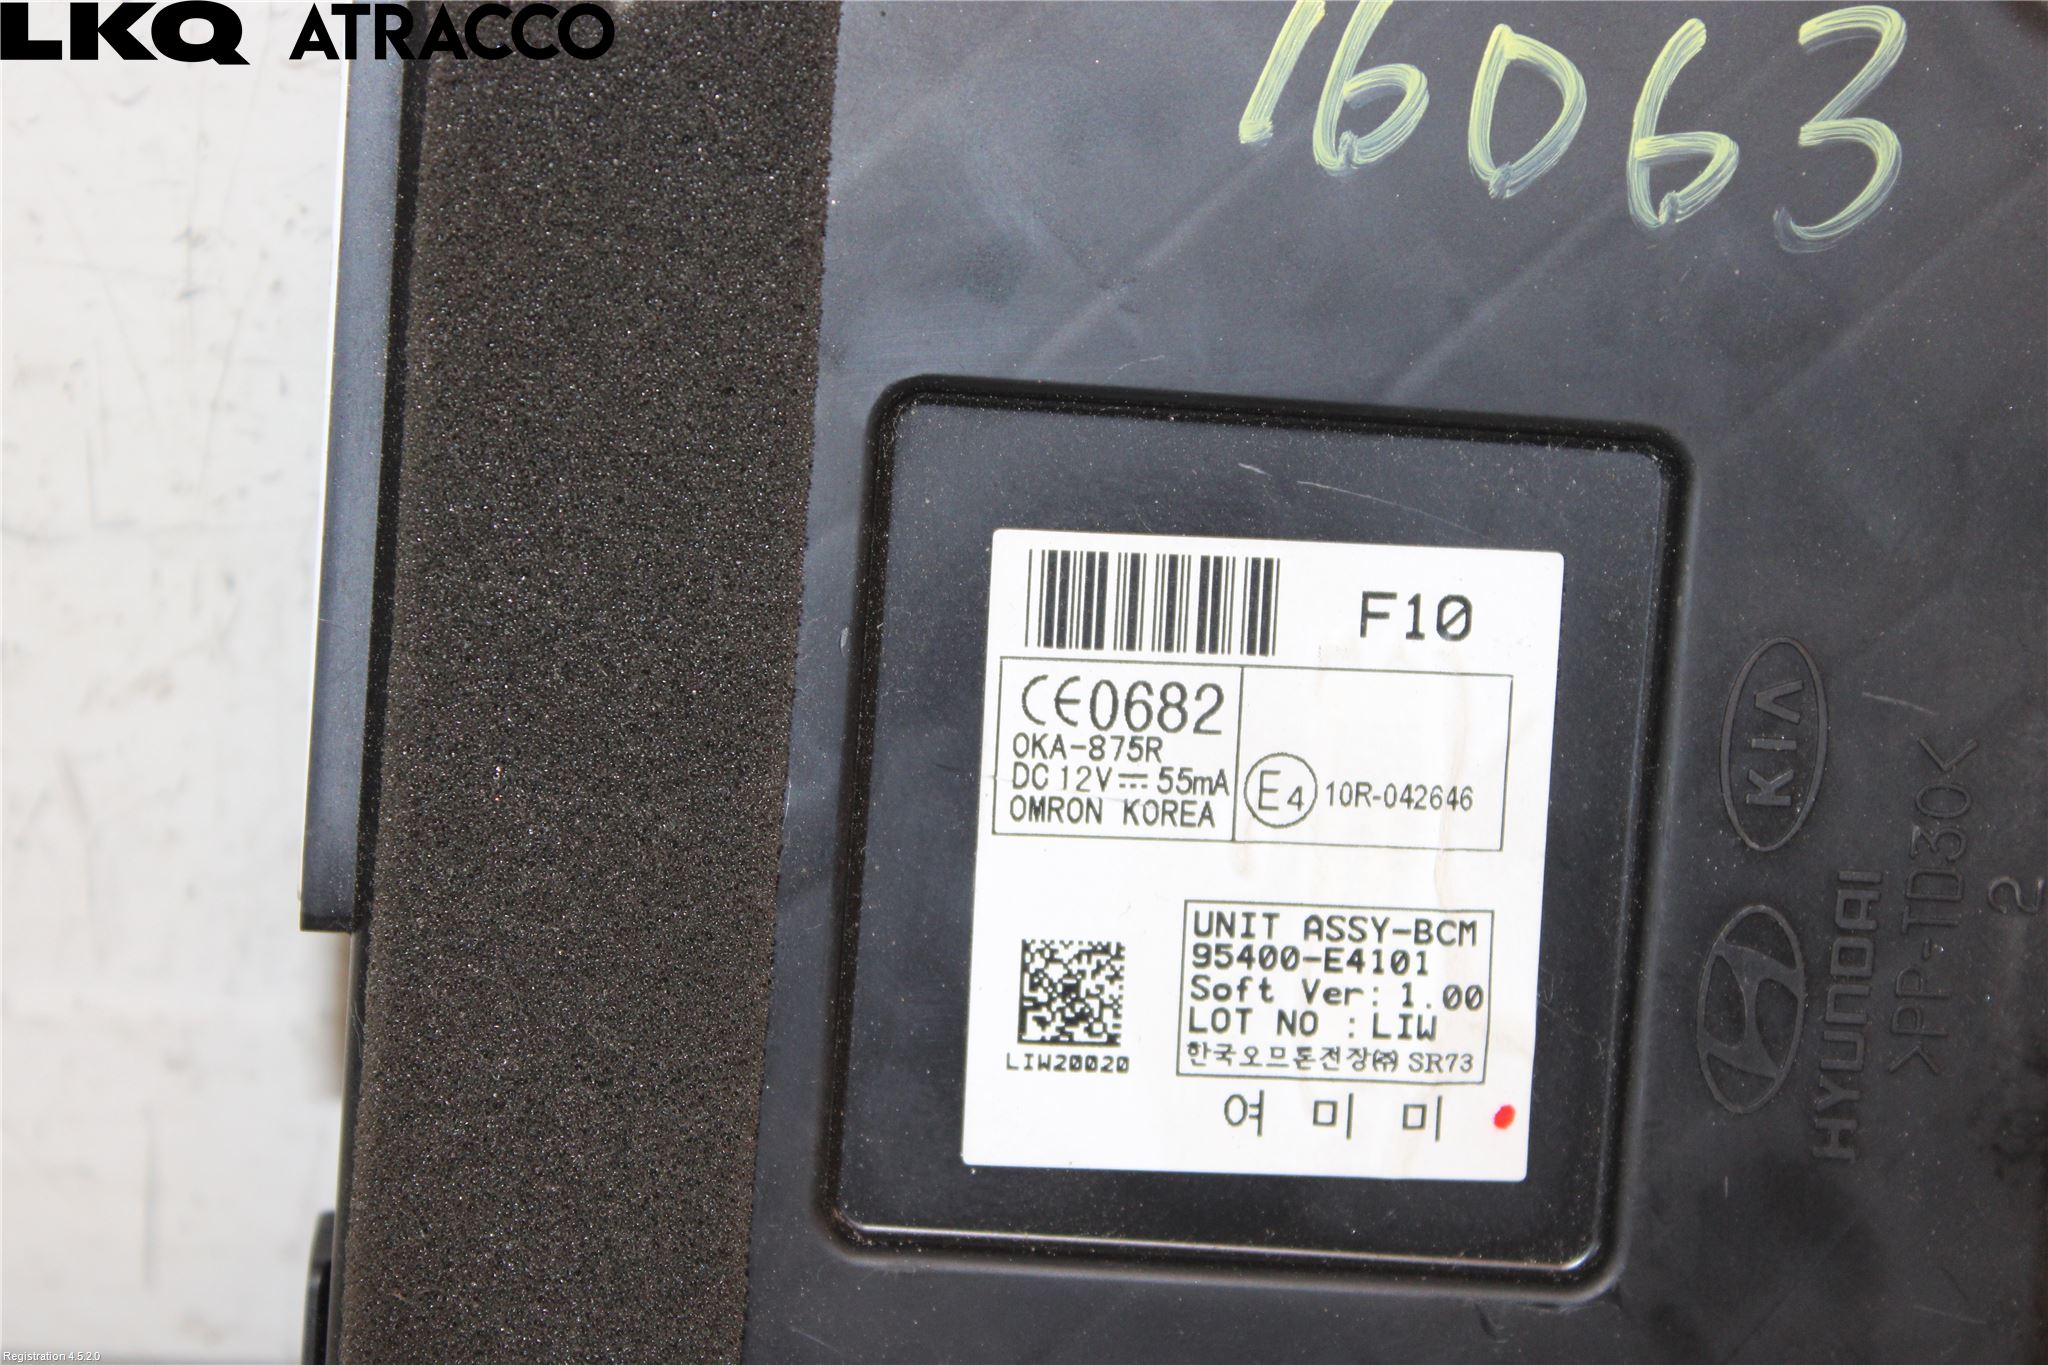 LKQ ATRACCO
16063
F10
CE0682
OKA-875R
DC 12V 55mA
OMRON KOREA
E4 10R-042646
UNIT ASSY-BCM
95400-E4101
Soft Ver: 1.00
LOT NO : LIW
한국오므론전장㈜ SR73
LIW20020
여 미 미
KIA
HYUNDAI
>PP-TD30<
2
Registration 4.5.2.0